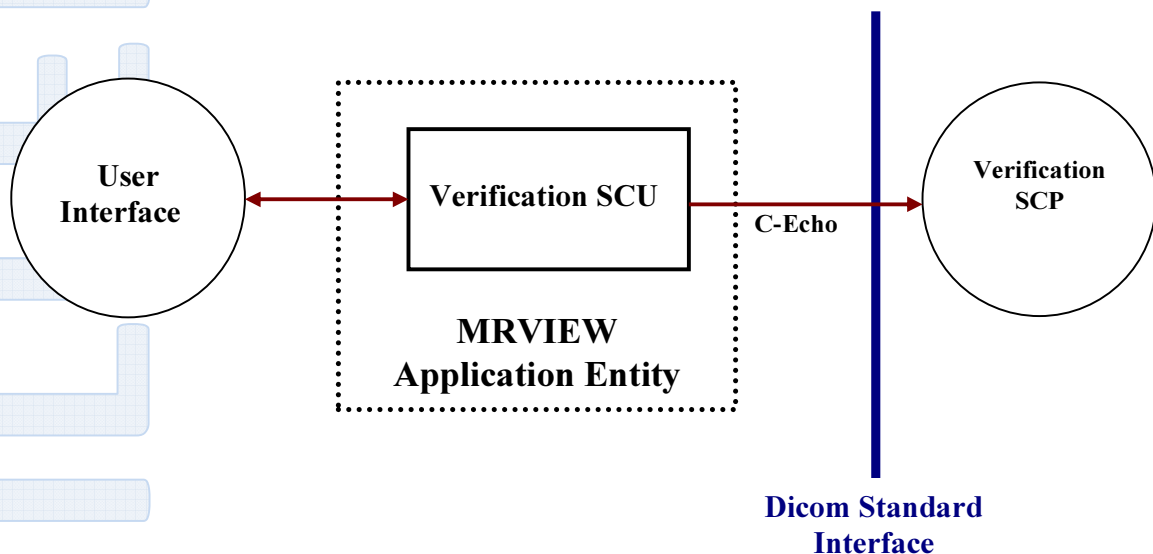 User
Interface
Verification SCU
MRVIEW
Application Entity
C-Echo
Verification
SCP
Dicom Standard
Interface